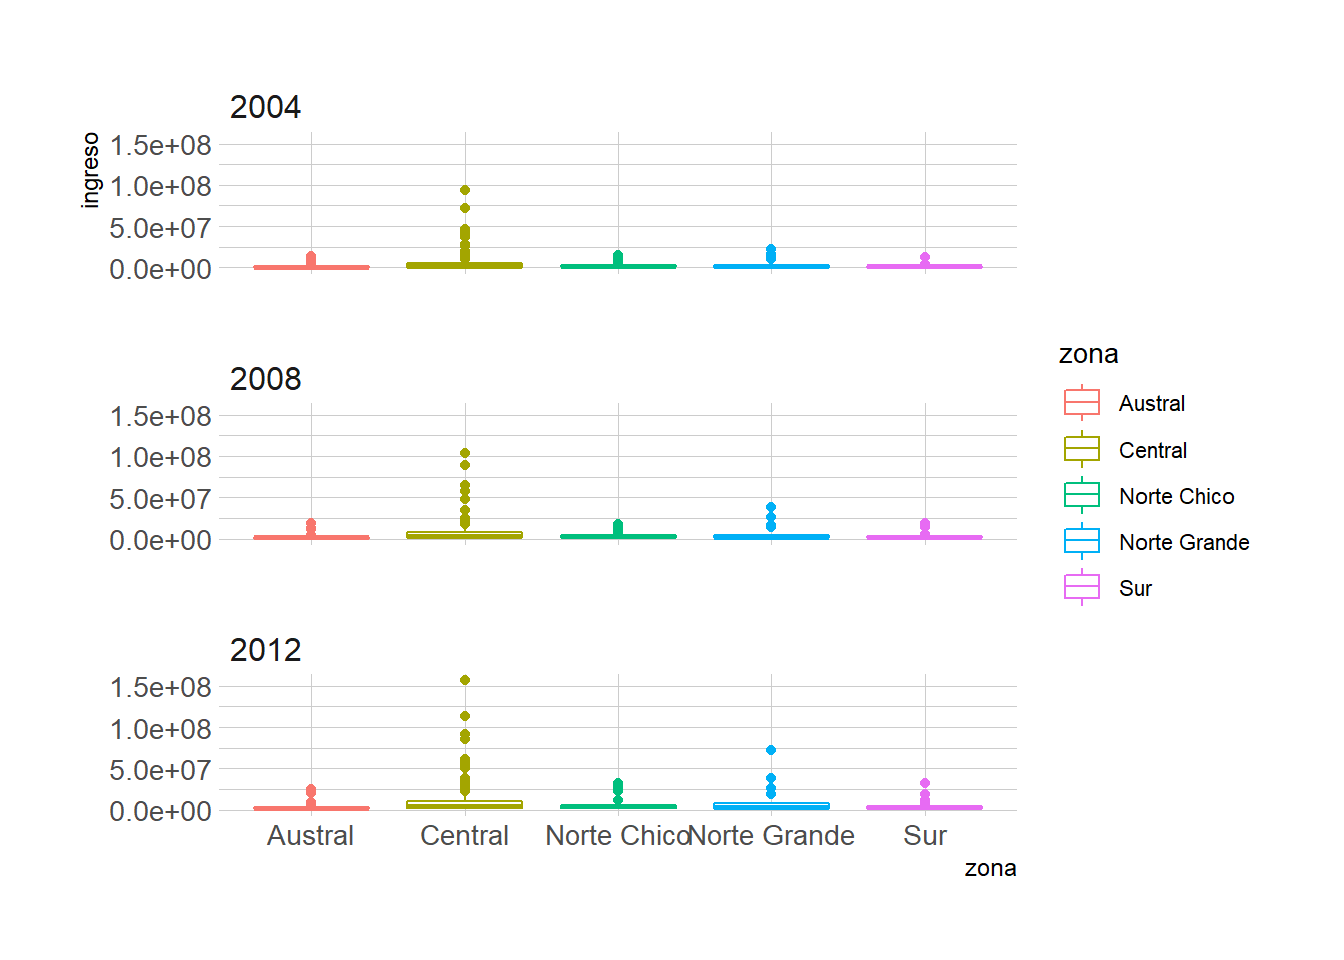 2004
ingreso
1.5e+08
1.0e+08
5.0e+07
0.0e+00
2008
1.5e+08
1.0e+08
5.0e+07
0.0e+00
2012
1.5e+08
1.0e+08
5.0e+07
0.0e+00
Austral Central Norte Chico Norte Grande Sur
zona
zona
Austral
Central
Norte Chico
Norte Grande
Sur